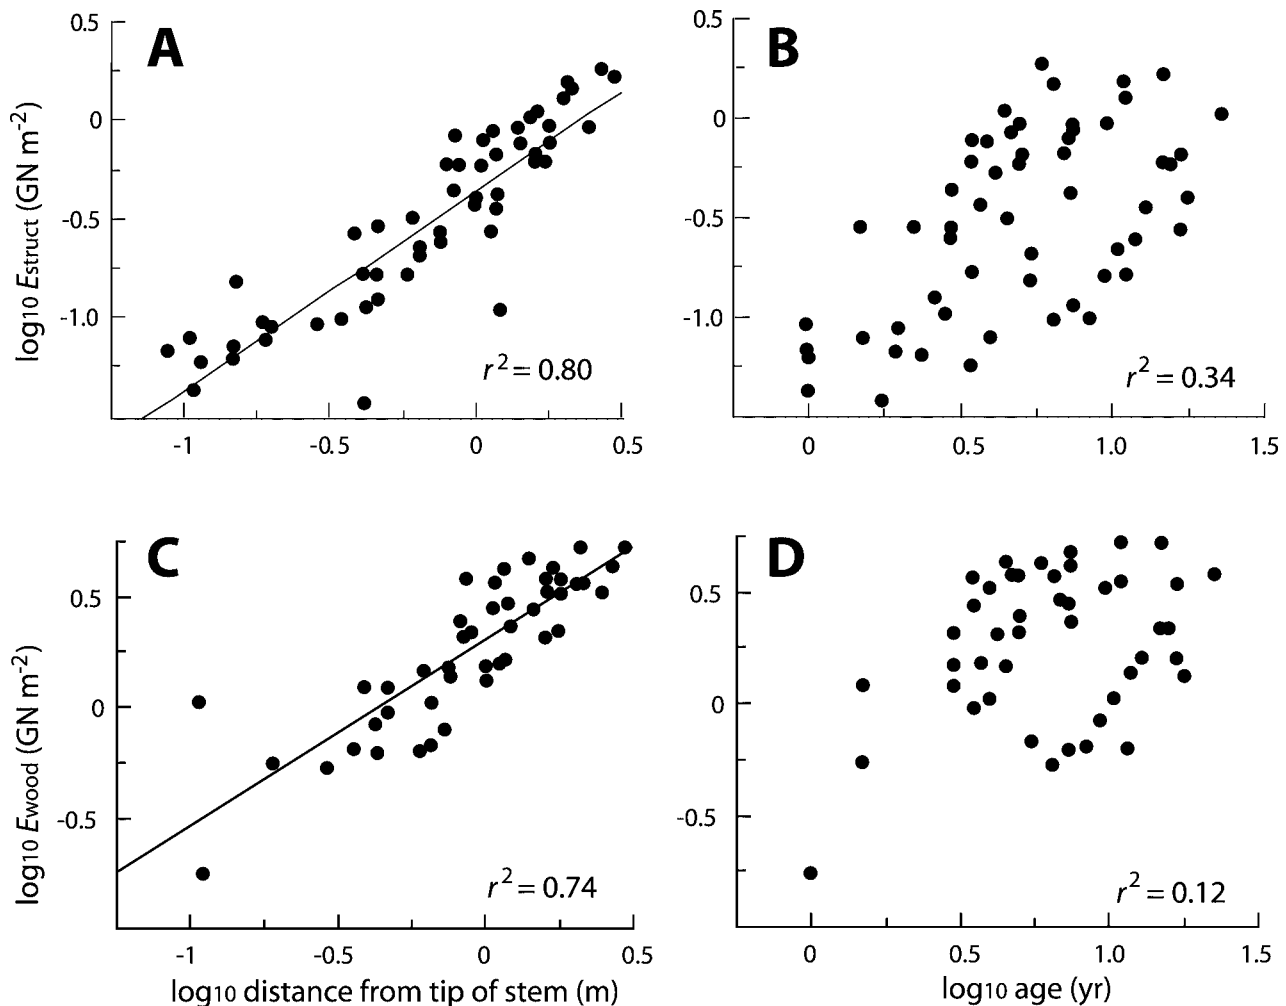 A
log10 Estruct (GN m-2)
0.5
0
-0.5
-1.0
-1
-0.5
0
0.5
r2 = 0.80
B
0.5
0
-0.5
-1.0
0
0.5
1.0
1.5
r2 = 0.34
C
log10 Ewood (GN m-2)
0.5
0
-0.5
-1
-0.5
0
0.5
r2 = 0.74
log10 distance from tip of stem (m)
D
0.5
0
-0.5
0
0.5
1.0
1.5
r2 = 0.12
log10 age (yr)